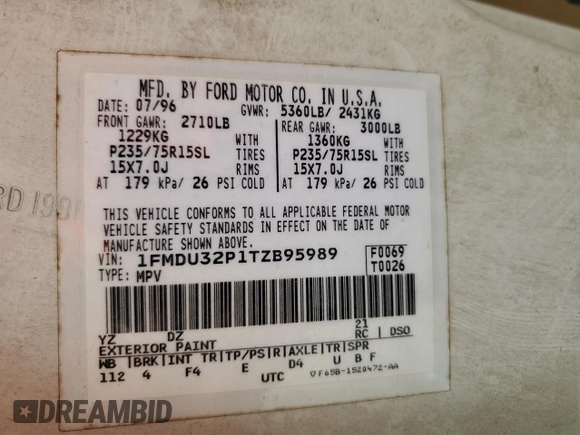 MFD. BY FORD MOTOR CO. IN U.S.A.
DATE: 07/96 GVWR: 5360LB/ 2431KG
FRONT GAWR: 2710LB REAR GAWR: 3000LB
1229KG WITH 1360KG WITH
P235/75R15SL TIRES P235/75R15SL TIRES
15X7.0J RIMS 15X7.0J RIMS
AT 179 kPa/ 26 PSI COLD AT 179 kPa/ 26 PSI COLD
THIS VEHICLE CONFORMS TO ALL APPLICABLE FEDERAL MOTOR
VEHICLE SAFETY STANDARDS IN EFFECT ON THE DATE OF
MANUFACTURE SHOWN ABOVE.
VIN: 1FMDU32P1TZB95989 F0069
TYPE: MPV T0026
YZ DZ 21
EXTERIOR PAINT RC DSO
WB BRK INT TR TP/PS R AXLE TR SPR
112 4 F4 E D4 U B F
UTC ▽F65B-1520472-AA
DREAMBID